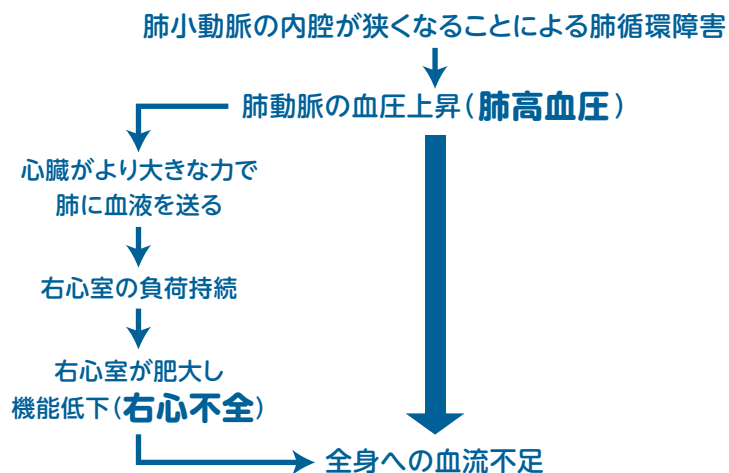 肺小動脈の内腔が狭くなることによる肺循環障害
肺動脈の血圧上昇(肺高血圧)
心臓がより大きな力で
肺に血液を送る
右心室の負荷持続
右心室が肥大し
機能低下(右心不全)
全身への血流不足